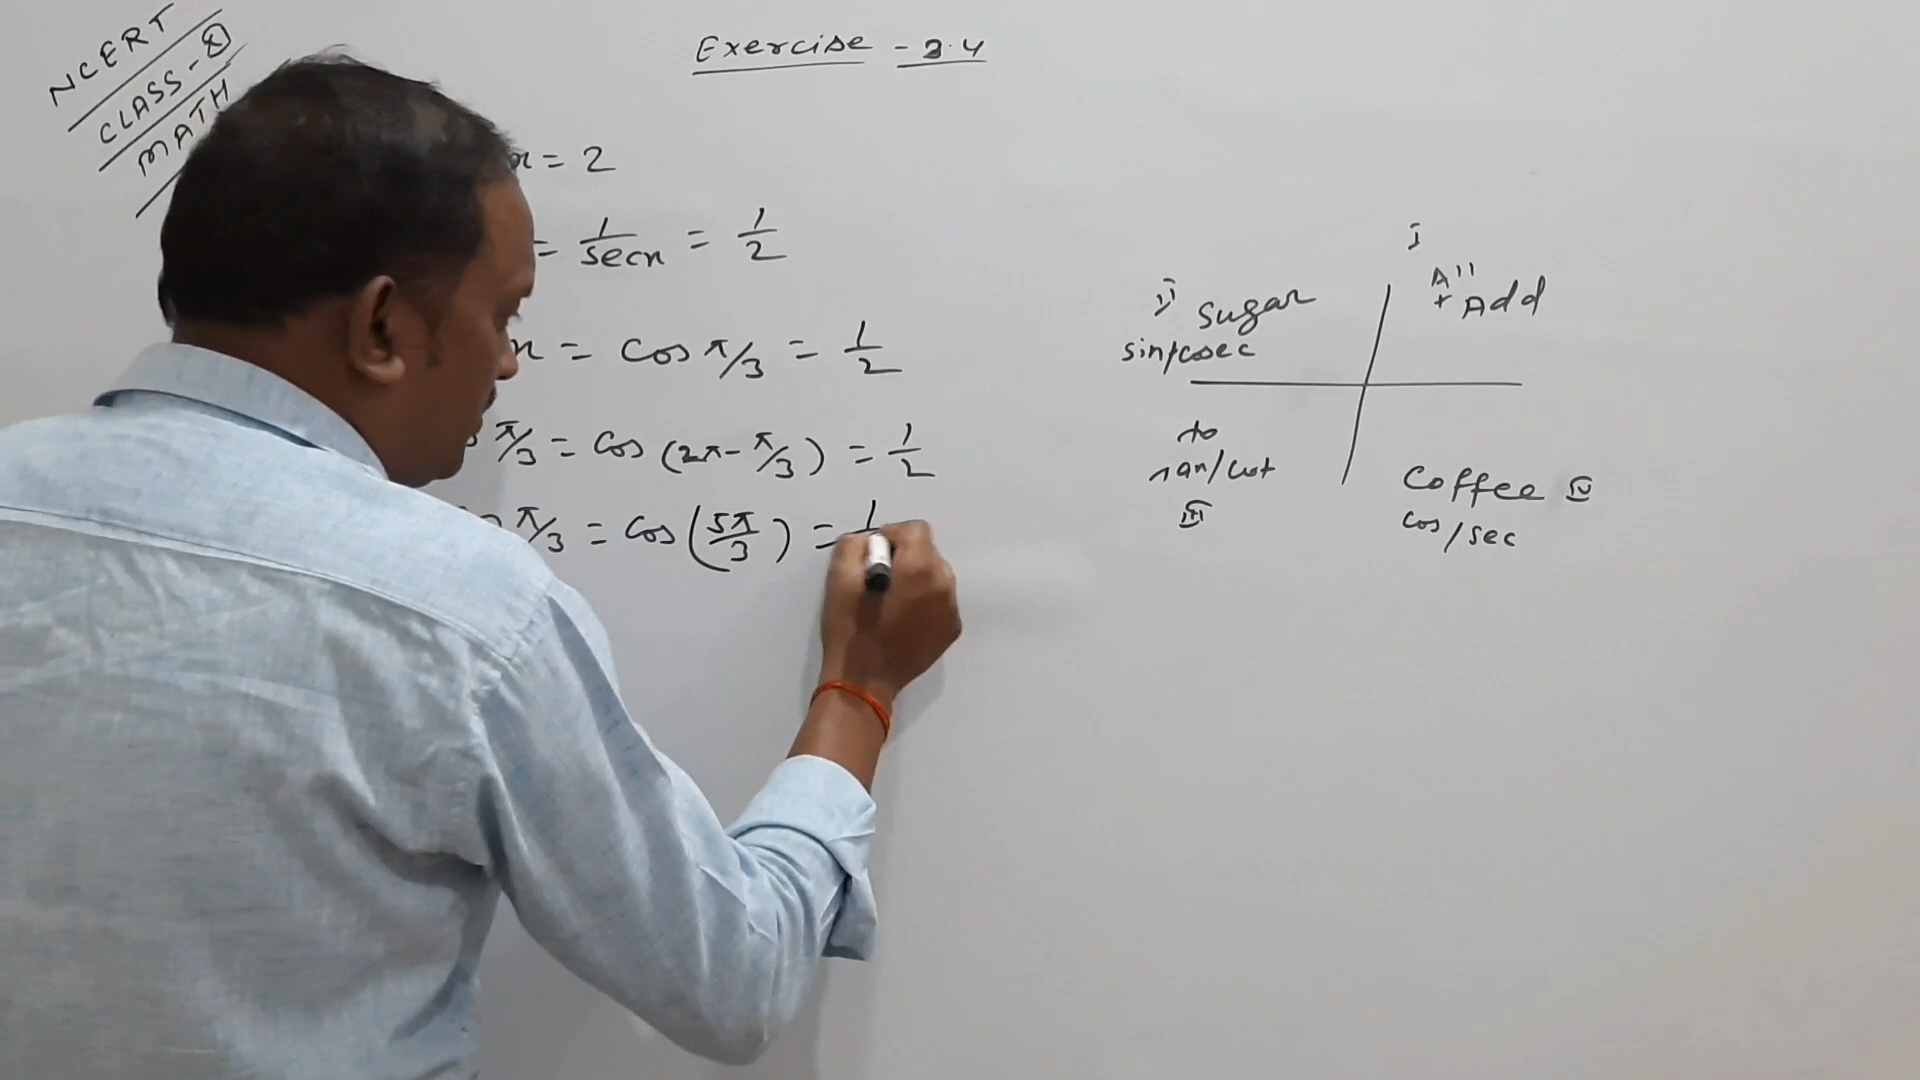 NCERT
CLASS-
MATH
Exercise - 3.4
x = 2
= 1/secx = 1/2
x = cos π/3 = 1/2
π/3 = cos (2π - π/3) = 1/2
π/3 = cos (5π/3) = 1
I
All
+ Add
II Sugar
sin/cosec
to
Tan/cot
III
Coffee IV
cos/sec